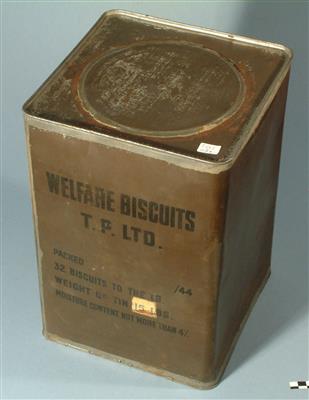 WELFARE BISCUITS
T. P. LTD.
PACKED /44
32 BISCUITS TO THE LB
WEIGHT OF TIN 15 LBS.
MOISTURE CONTENT NOT MORE THAN 4%